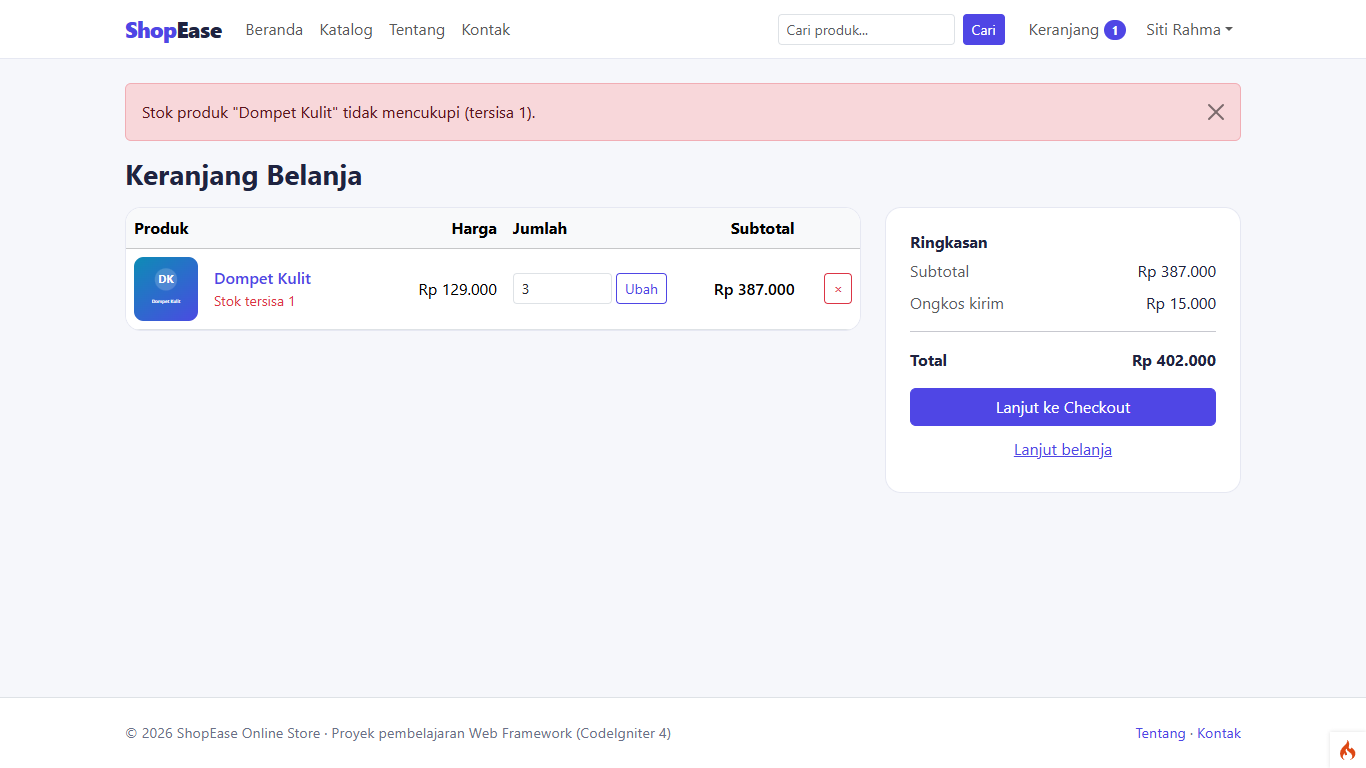 ShopEase Beranda Katalog Tentang Kontak Cari produk... Cari Keranjang 1 Siti Rahma
Stok produk "Dompet Kulit" tidak mencukupi (tersisa 1).
Keranjang Belanja
Produk Harga Jumlah Subtotal
DK
Dompet Kulit
Dompet Kulit
Stok tersisa 1
Rp 129.000 3 Ubah Rp 387.000 ×
Ringkasan
Subtotal Rp 387.000
Ongkos kirim Rp 15.000
Total Rp 402.000
Lanjut ke Checkout
Lanjut belanja
© 2026 ShopEase Online Store · Proyek pembelajaran Web Framework (CodeIgniter 4) Tentang · Kontak